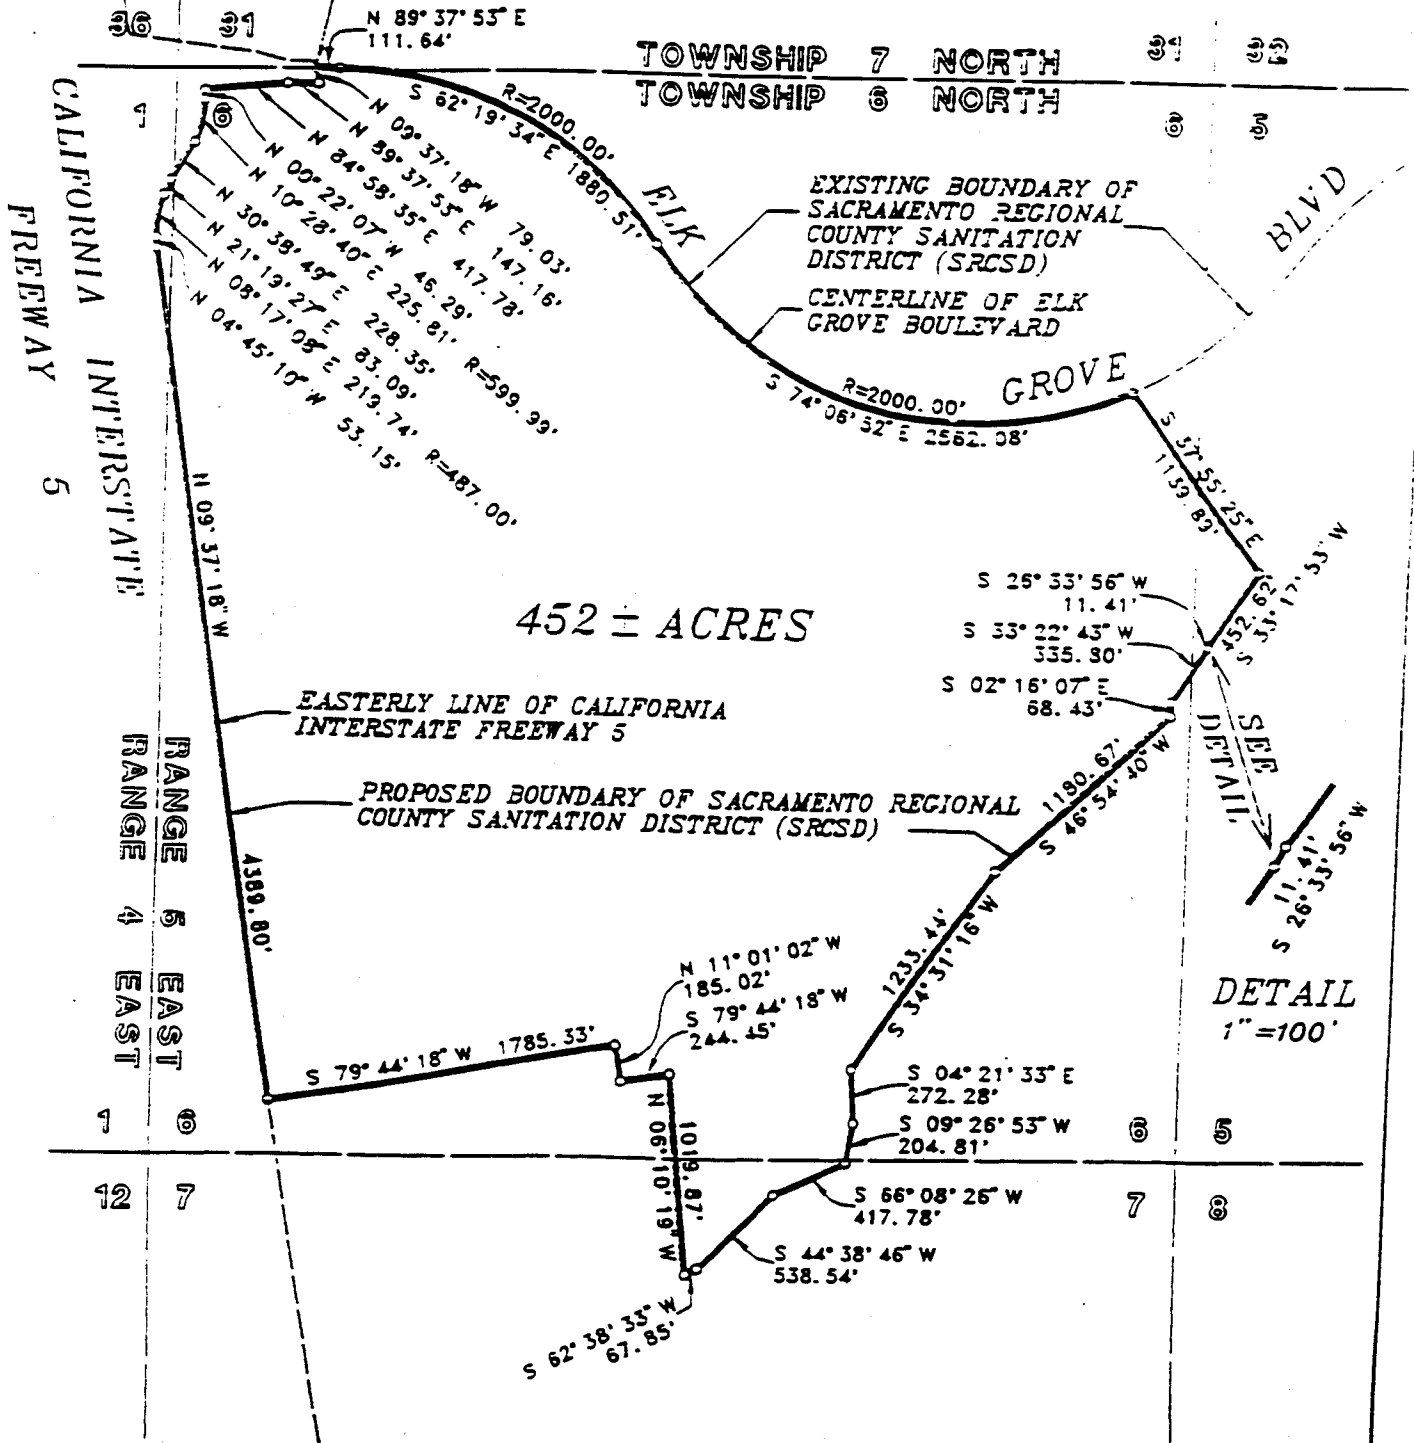 36 31
N 89° 37' 53" E
111.64'
TOWNSHIP 7 NORTH
TOWNSHIP 6 NORTH
31 32
1 6
6 5
CALIFORNIA INTERSTATE
FREEWAY 5
R=2000.00'
S 62° 19' 34" E 1880.51'
N 09° 37' 18" W 79.03'
N 89° 37' 53" E 147.16'
N 84° 58' 35" E 417.78'
N 00° 22' 07" W 46.29'
N 10° 28' 40" E 225.81' R=599.99'
N 30° 38' 49" E 228.35'
N 21° 19' 27" E 83.09'
N 08° 17' 08" E 219.74' R=487.00'
N 04° 45' 10" W 53.15'
ELK
GROVE
BLVD
EXISTING BOUNDARY OF
SACRAMENTO REGIONAL
COUNTY SANITATION
DISTRICT (SRCSD)
CENTERLINE OF ELK
GROVE BOULEVARD
R=2000.00'
S 74° 06' 52" E 2562.08'
S 37° 55' 25" E
1139.89'
N 09° 37' 18" W
4389.80'
452 ± ACRES
S 26° 33' 56" W
11.41'
S 33° 22' 43" W
335.80'
S 02° 16' 07" E
68.43'
452.62'
S 33° 17' 53" W
EASTERLY LINE OF CALIFORNIA
INTERSTATE FREEWAY 5
PROPOSED BOUNDARY OF SACRAMENTO REGIONAL
COUNTY SANITATION DISTRICT (SRCSD)
SEE
DETAIL
RANGE 5 EAST
RANGE 4 EAST
1180.67'
S 46° 54' 40" W
11.41'
S 26° 33' 56" W
DETAIL
1"=100'
1233.44'
S 34° 31' 16" W
N 11° 01' 02" W
185.02'
S 79° 44' 18" W
244.45'
S 79° 44' 18" W 1785.33'
S 04° 21' 33" E
272.28'
S 09° 26' 53" W
204.81'
1 6
6 5
12 7
7 8
1019.87'
N 06° 10' 19" W
S 66° 08' 26" W
417.78'
S 44° 38' 46" W
538.54'
S 62° 38' 33" W
67.85'